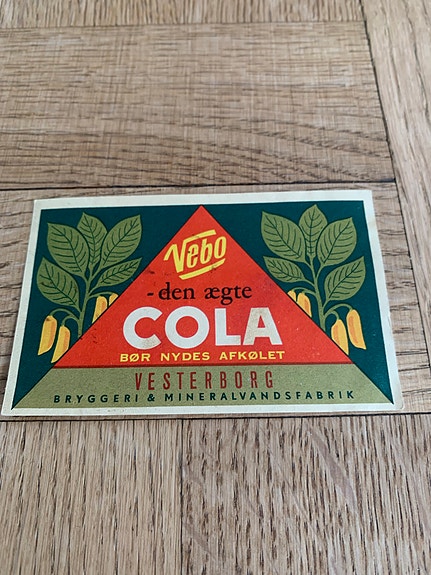 Vebo
- den ægte
COLA
BØR NYDES AFKØLET
VESTERBORG
BRYGGERI & MINERALVANDSFABRIK